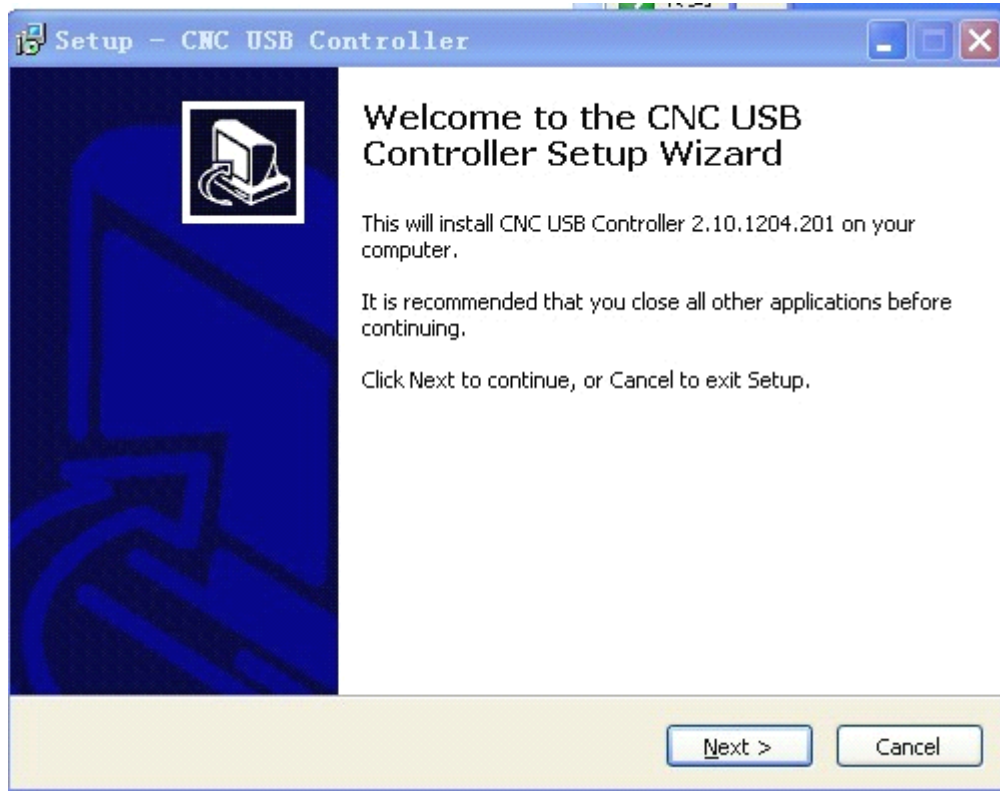 Setup - CNC USB Controller
Welcome to the CNC USB
Controller Setup Wizard
This will install CNC USB Controller 2.10.1204.201 on your
computer.
It is recommended that you close all other applications before
continuing.
Click Next to continue, or Cancel to exit Setup.
Next >
Cancel